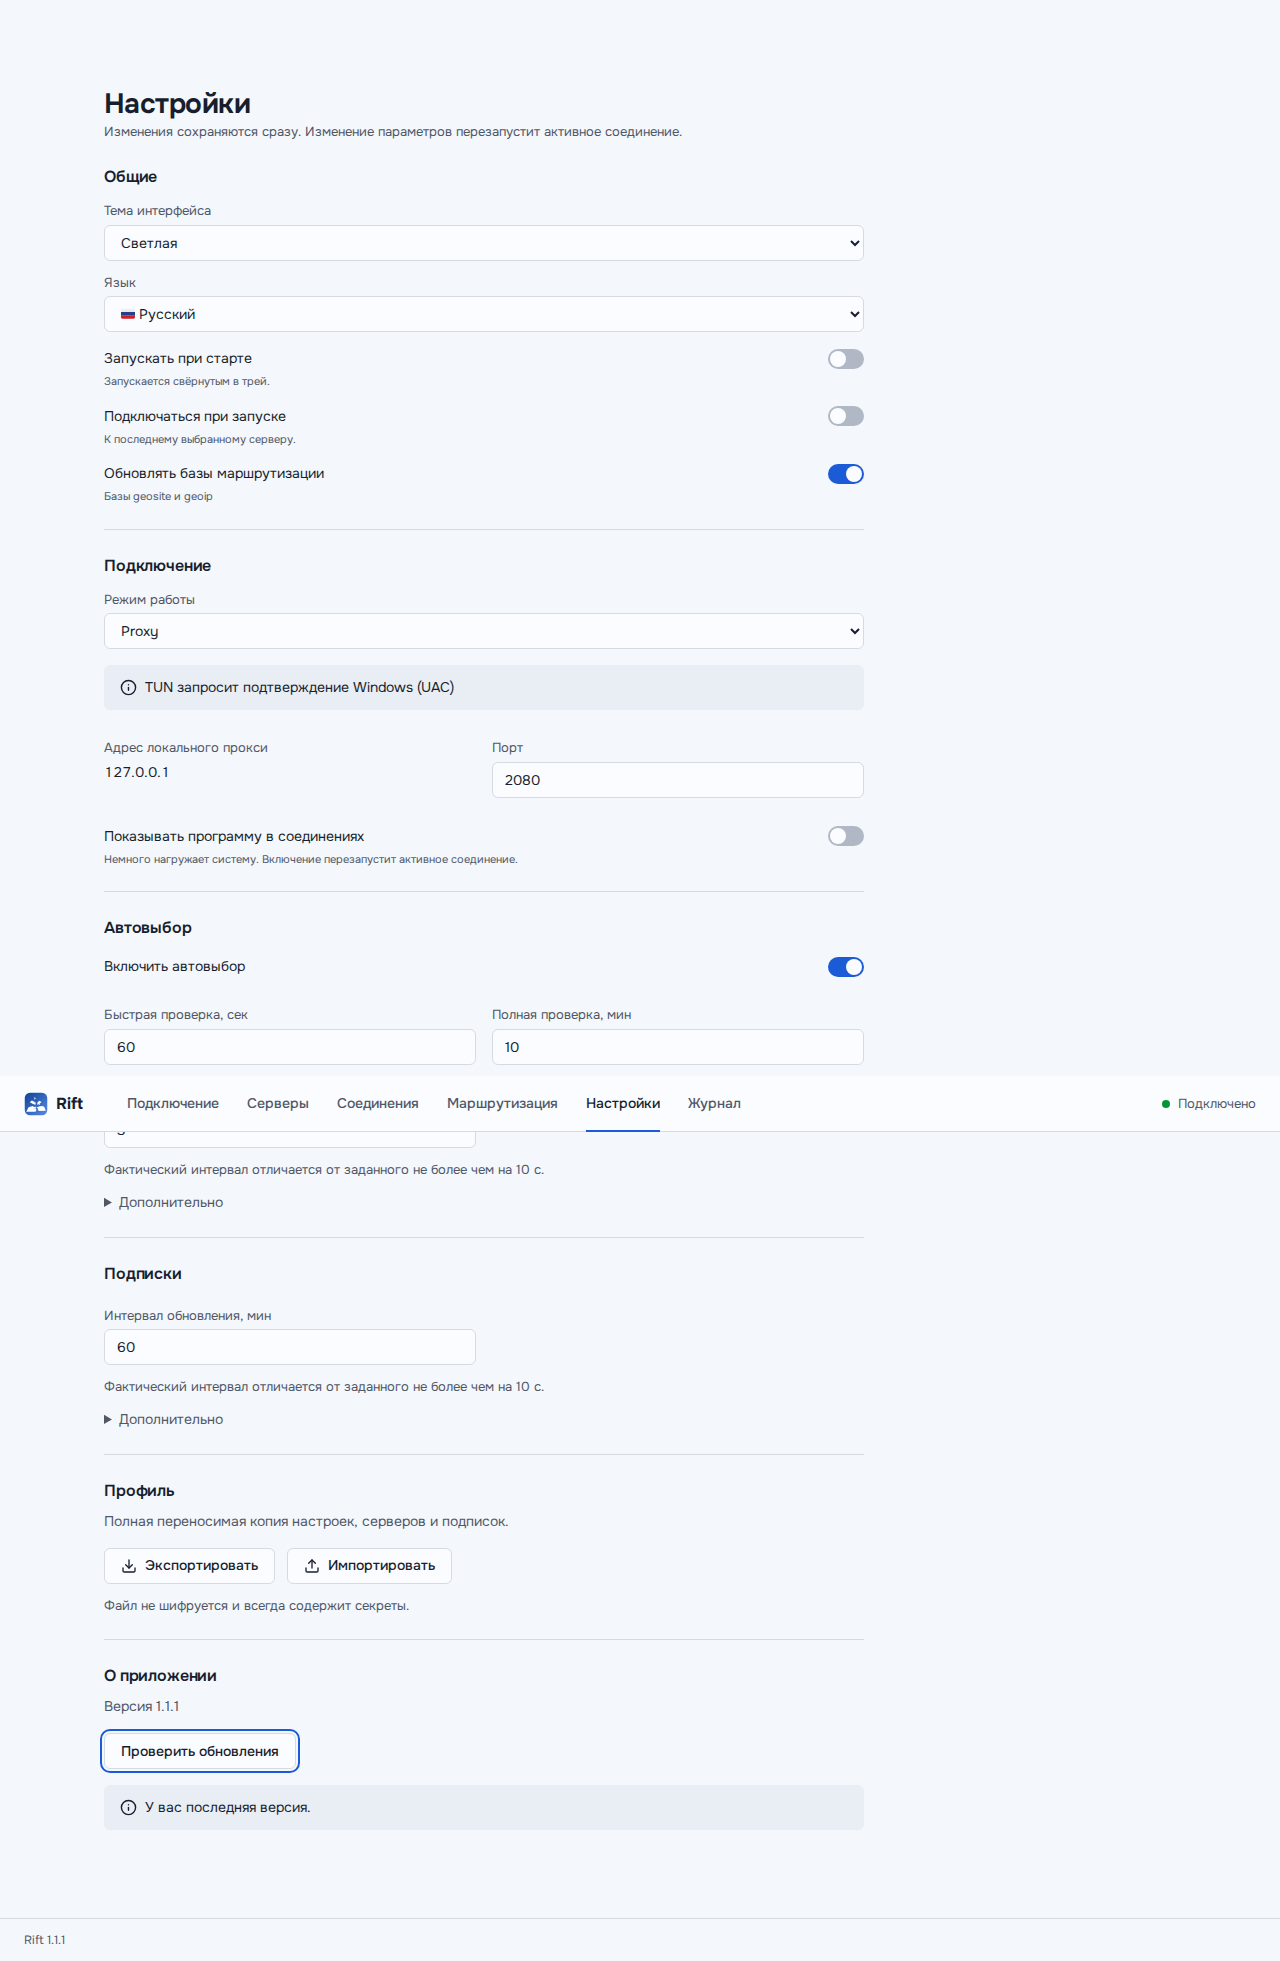 Настройки
Изменения сохраняются сразу. Изменение параметров перезапустит активное соединение.
Общие
Тема интерфейса
Светлая
Язык
Русский
Запускать при старте
Запускается свёрнутым в трей.
Подключаться при запуске
К последнему выбранному серверу.
Обновлять базы маршрутизации
Базы geosite и geoip
Подключение
Режим работы
Proxy
TUN запросит подтверждение Windows (UAC)
Адрес локального прокси Порт
127.0.0.1 2080
Показывать программу в соединениях
Немного нагружает систему. Включение перезапустит активное соединение.
Автовыбор
Включить автовыбор
Быстрая проверка, сек Полная проверка, мин
60 10
Rift Подключение Серверы Соединения Маршрутизация Настройки Журнал Подключено
Фактический интервал отличается от заданного не более чем на 10 с.
Дополнительно
Подписки
Интервал обновления, мин
60
Фактический интервал отличается от заданного не более чем на 10 с.
Дополнительно
Профиль
Полная переносимая копия настроек, серверов и подписок.
Экспортировать Импортировать
Файл не шифруется и всегда содержит секреты.
О приложении
Версия 1.1.1
Проверить обновления
У вас последняя версия.
Rift 1.1.1